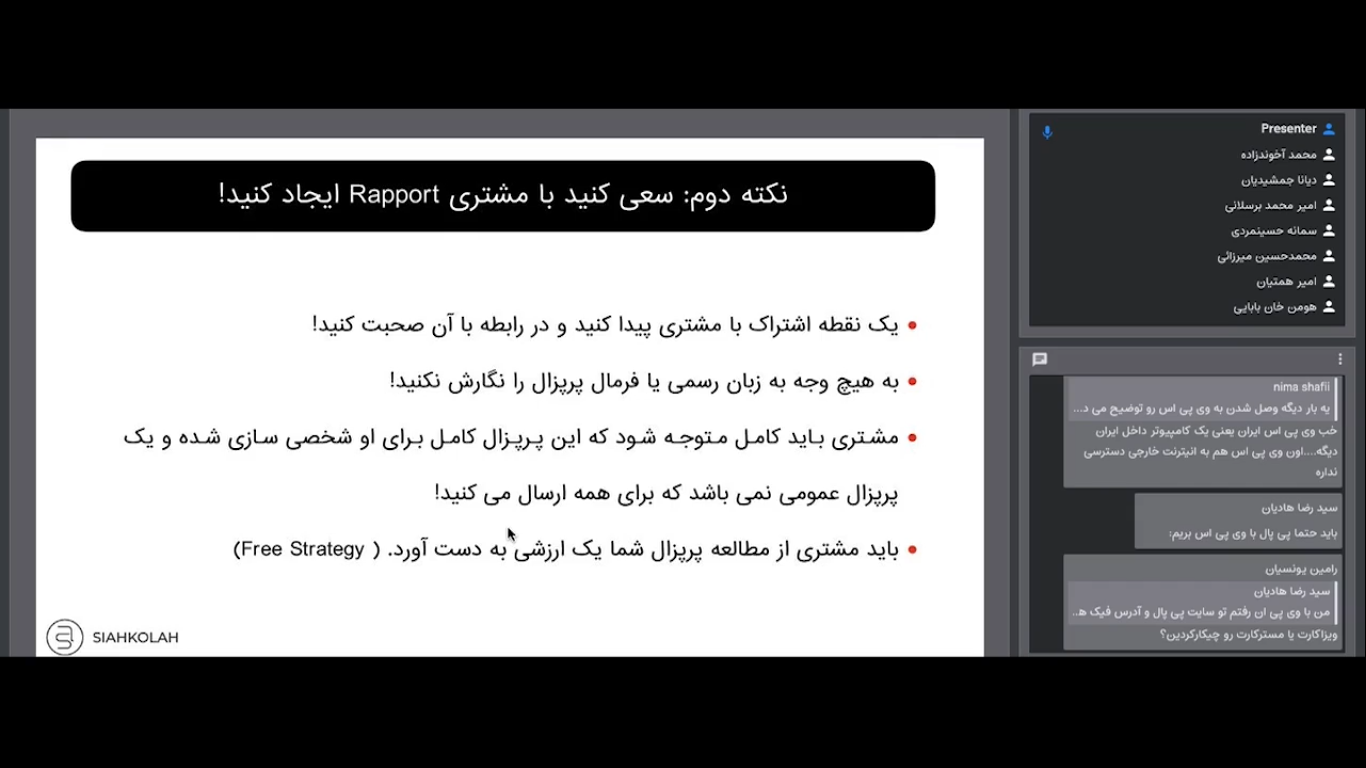 نکته دوم: سعی کنید با مشتری Rapport ایجاد کنید!
یک نقطه اشتراک با مشتری پیدا کنید و در رابطه با آن صحبت کنید!
به هیچ وجه به زبان رسمی یا فرمال پرپزال را نگارش نکنید!
مشتری باید کامل متوجه شود که این پرپزال کامل برای او شخصی سازی شده و یک
پرپزال عمومی نمی باشد که برای همه ارسال می کنید!
باید مشتری از مطالعه پرپزال شما یک ارزشی به دست آورد. ( Free Strategy)
SIAHKOLAH
Presenter
محمد آخوندزاده
دیانا جمشیدیان
امیر محمد برسلانی
سمانه حسینمردی
محمدحسین میرزائی
امیر همتیان
هومن خان بابایی
nima shafii
یه بار دیگه وصل شدن به وی پی اس رو توضیح می د...
خب وی پی اس ایران یعنی یک کامپیوتر داخل ایران
دیگه....اون وی پی اس هم به انیترنت خارجی دسترسی
نداره
سید رضا هادیان
باید حتما پی پال با وی پی اس بریم:
رامین یونسیان
سید رضا هادیان
من با وی پی ان رفتم تو سایت پی پال و آدرس فیک ه...
ویزاکارت یا مسترکارت رو چیکارکردین؟